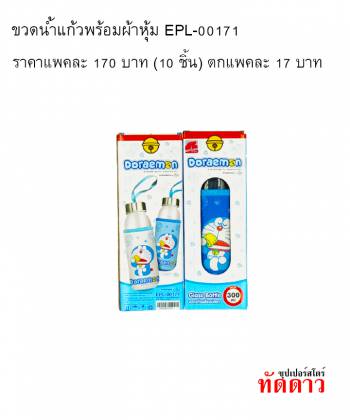 ขวดน้ำแก้วพร้อมผ้าหุ้ม EPL-00171
ราคาแพคละ 170 บาท (10 ชิ้น) ตกแพคละ 17 บาท
Doraemon
Doraemon
EPL-00171
Glass Bottle
300
ซุปเปอร์สโตร์
ทัดดาว